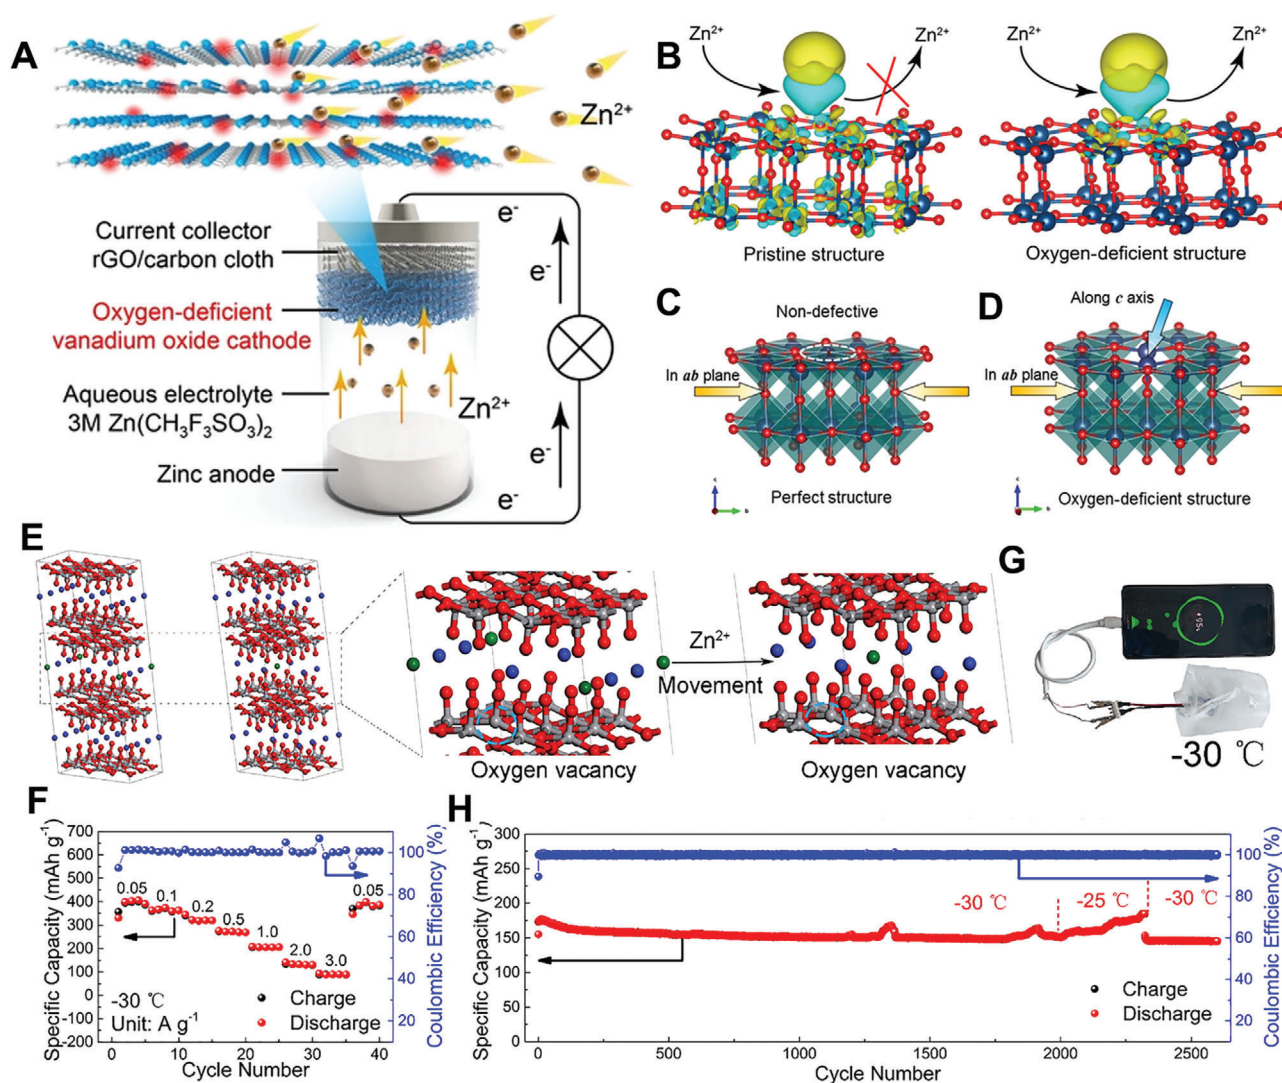 A
Zn²⁺
Current collector
rGO/carbon cloth
Oxygen-deficient
vanadium oxide cathode
Aqueous electrolyte
3M Zn(CH₃F₃SO₃)₂
Zinc anode
Zn²⁺
e⁻
e⁻
e⁻
e⁻
B
Zn²⁺
Zn²⁺
Zn²⁺
Zn²⁺
Pristine structure
Oxygen-deficient structure
C
Non-defective
In ab plane
c
b
Perfect structure
D
Along c axis
In ab plane
c
b
Oxygen-deficient structure
E
Zn²⁺
Movement
Oxygen vacancy
Oxygen vacancy
G
-30 ℃
F
Specific Capacity (mAh g⁻¹)
700
600
500
400
300
200
100
0
-100
-200
0.05
0.1
0.2
0.5
1.0
2.0
3.0
0.05
-30 ℃
Unit: A g⁻¹
Charge
Discharge
100
80
60
40
20
Coulombic Efficiency (%)
0 10 20 30 40
Cycle Number
H
Specific Capacity (mAh g⁻¹)
300
275
250
225
200
175
150
125
100
75
50
25
0
-30 ℃
-25 ℃
-30 ℃
Charge
Discharge
100
80
60
40
20
Coulombic Efficiency (%)
0 500 1000 1500 2000 2500
Cycle Number